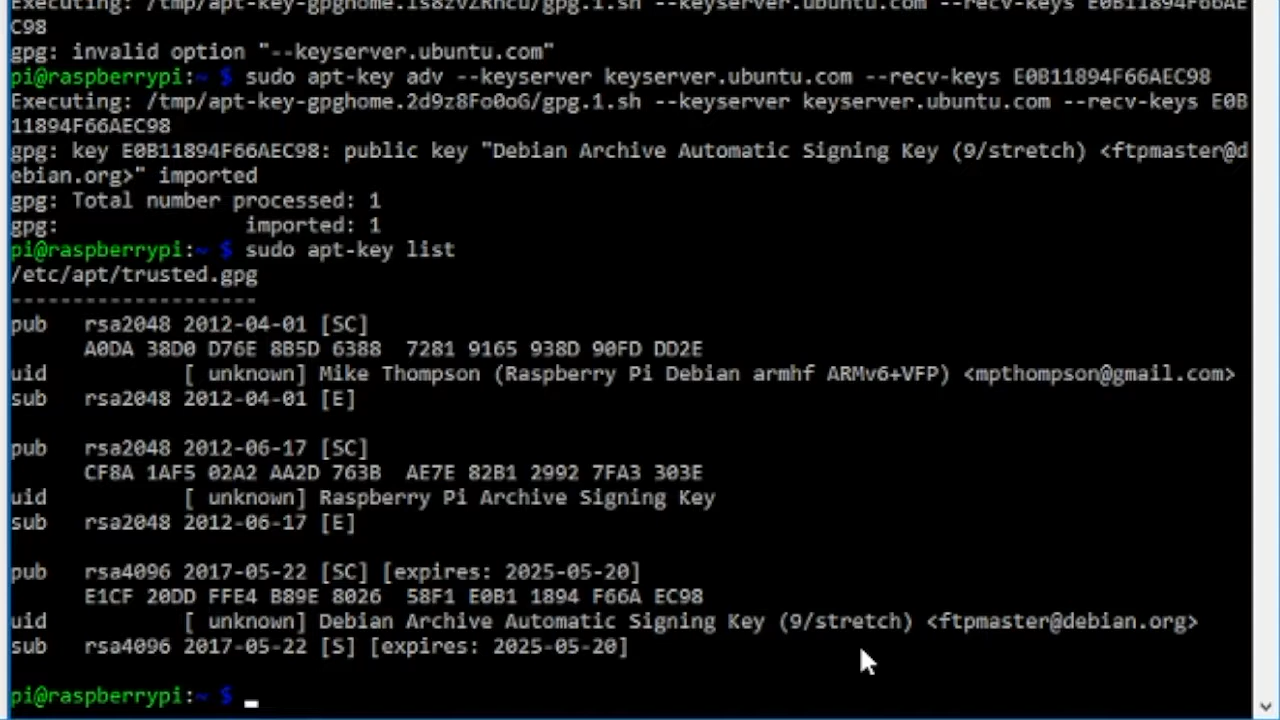 Executing: /tmp/apt-key-gpghome. --keyserver.ubuntu.com --recv-keys E0B11894F66AE
C98
gpg: invalid option "--keyserver.ubuntu.com"
pi@raspberrypi:~ $ sudo apt-key adv --keyserver keyserver.ubuntu.com --recv-keys E0B11894F66AEC98
Executing: /tmp/apt-key-gpghome.2d9z8Fo0oG/gpg.1.sh --keyserver keyserver.ubuntu.com --recv-keys E0B
11894F66AEC98
gpg: key E0B11894F66AEC98: public key "Debian Archive Automatic Signing Key (9/stretch) <ftpmaster@d
ebian.org>" imported
gpg: Total number processed: 1
gpg:               imported: 1
pi@raspberrypi:~ $ sudo apt-key list
/etc/apt/trusted.gpg
--------------------
pub   rsa2048 2012-04-01 [SC]
      A0DA 38D0 D76E 8B5D 6388  7281 9165 938D 90FD DD2E
uid           [ unknown] Mike Thompson (Raspberry Pi Debian armhf ARMv6+VFP) <mpthompson@gmail.com>
sub   rsa2048 2012-04-01 [E]

pub   rsa2048 2012-06-17 [SC]
      CF8A 1AF5 02A2 AA2D 763B  AE7E 82B1 2992 7FA3 303E
uid           [ unknown] Raspberry Pi Archive Signing Key
sub   rsa2048 2012-06-17 [E]

pub   rsa4096 2017-05-22 [SC] [expires: 2025-05-20]
      E1CF 20DD FFE4 B89E 8026  58F1 E0B1 1894 F66A EC98
uid           [ unknown] Debian Archive Automatic Signing Key (9/stretch) <ftpmaster@debian.org>
sub   rsa4096 2017-05-22 [S] [expires: 2025-05-20]

pi@raspberrypi:~ $